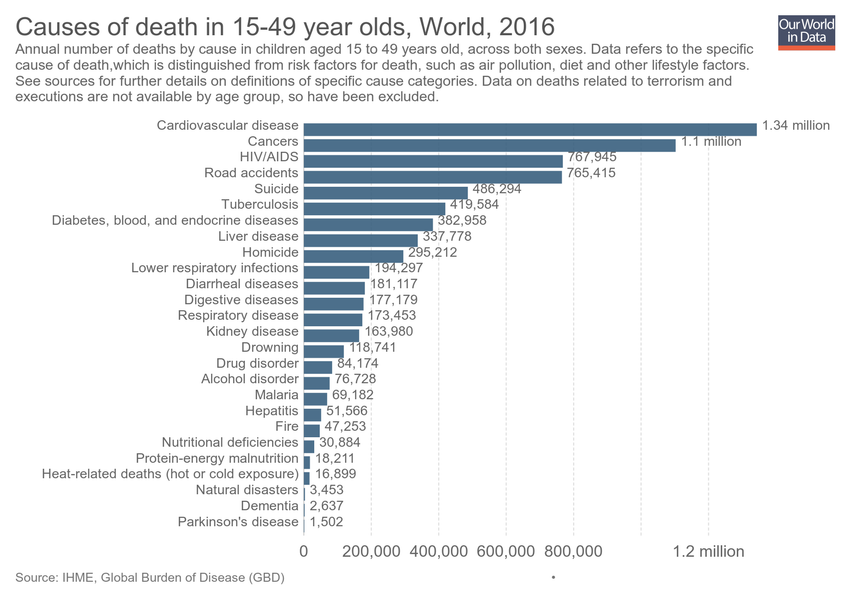 Causes of death in 15-49 year olds, World, 2016
Our World
in Data
Annual number of deaths by cause in children aged 15 to 49 years old, across both sexes. Data refers to the specific
cause of death,which is distinguished from risk factors for death, such as air pollution, diet and other lifestyle factors.
See sources for further details on definitions of specific cause categories. Data on deaths related to terrorism and
executions are not available by age group, so have been excluded.
Cardiovascular disease 1.34 million
Cancers 1.1 million
HIV/AIDS 767,945
Road accidents 765,415
Suicide 486,294
Tuberculosis 419,584
Diabetes, blood, and endocrine diseases 382,958
Liver disease 337,778
Homicide 295,212
Lower respiratory infections 194,297
Diarrheal diseases 181,117
Digestive diseases 177,179
Respiratory disease 173,453
Kidney disease 163,980
Drowning 118,741
Drug disorder 84,174
Alcohol disorder 76,728
Malaria 69,182
Hepatitis 51,566
Fire 47,253
Nutritional deficiencies 30,884
Protein-energy malnutrition 18,211
Heat-related deaths (hot or cold exposure) 16,899
Natural disasters 3,453
Dementia 2,637
Parkinson's disease 1,502
0 200,000 400,000 600,000 800,000 1.2 million
Source: IHME, Global Burden of Disease (GBD) •